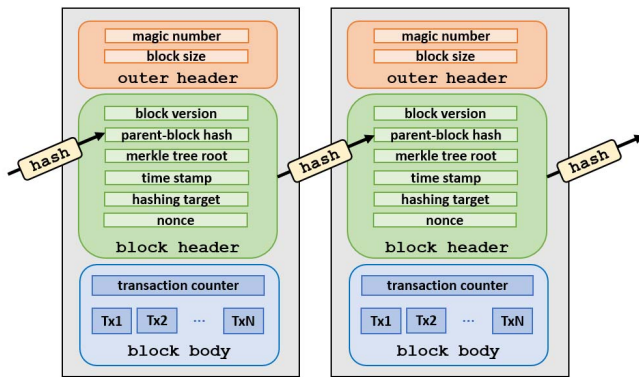 magic number
block size
outer header
block version
hash
parent-block hash
merkle tree root
time stamp
hashing target
nonce
block header
transaction counter
Tx1 Tx2 ... TxN
block body
magic number
block size
outer header
block version
hash
parent-block hash
merkle tree root
time stamp
hashing target
nonce
block header
transaction counter
Tx1 Tx2 ... TxN
block body
hash